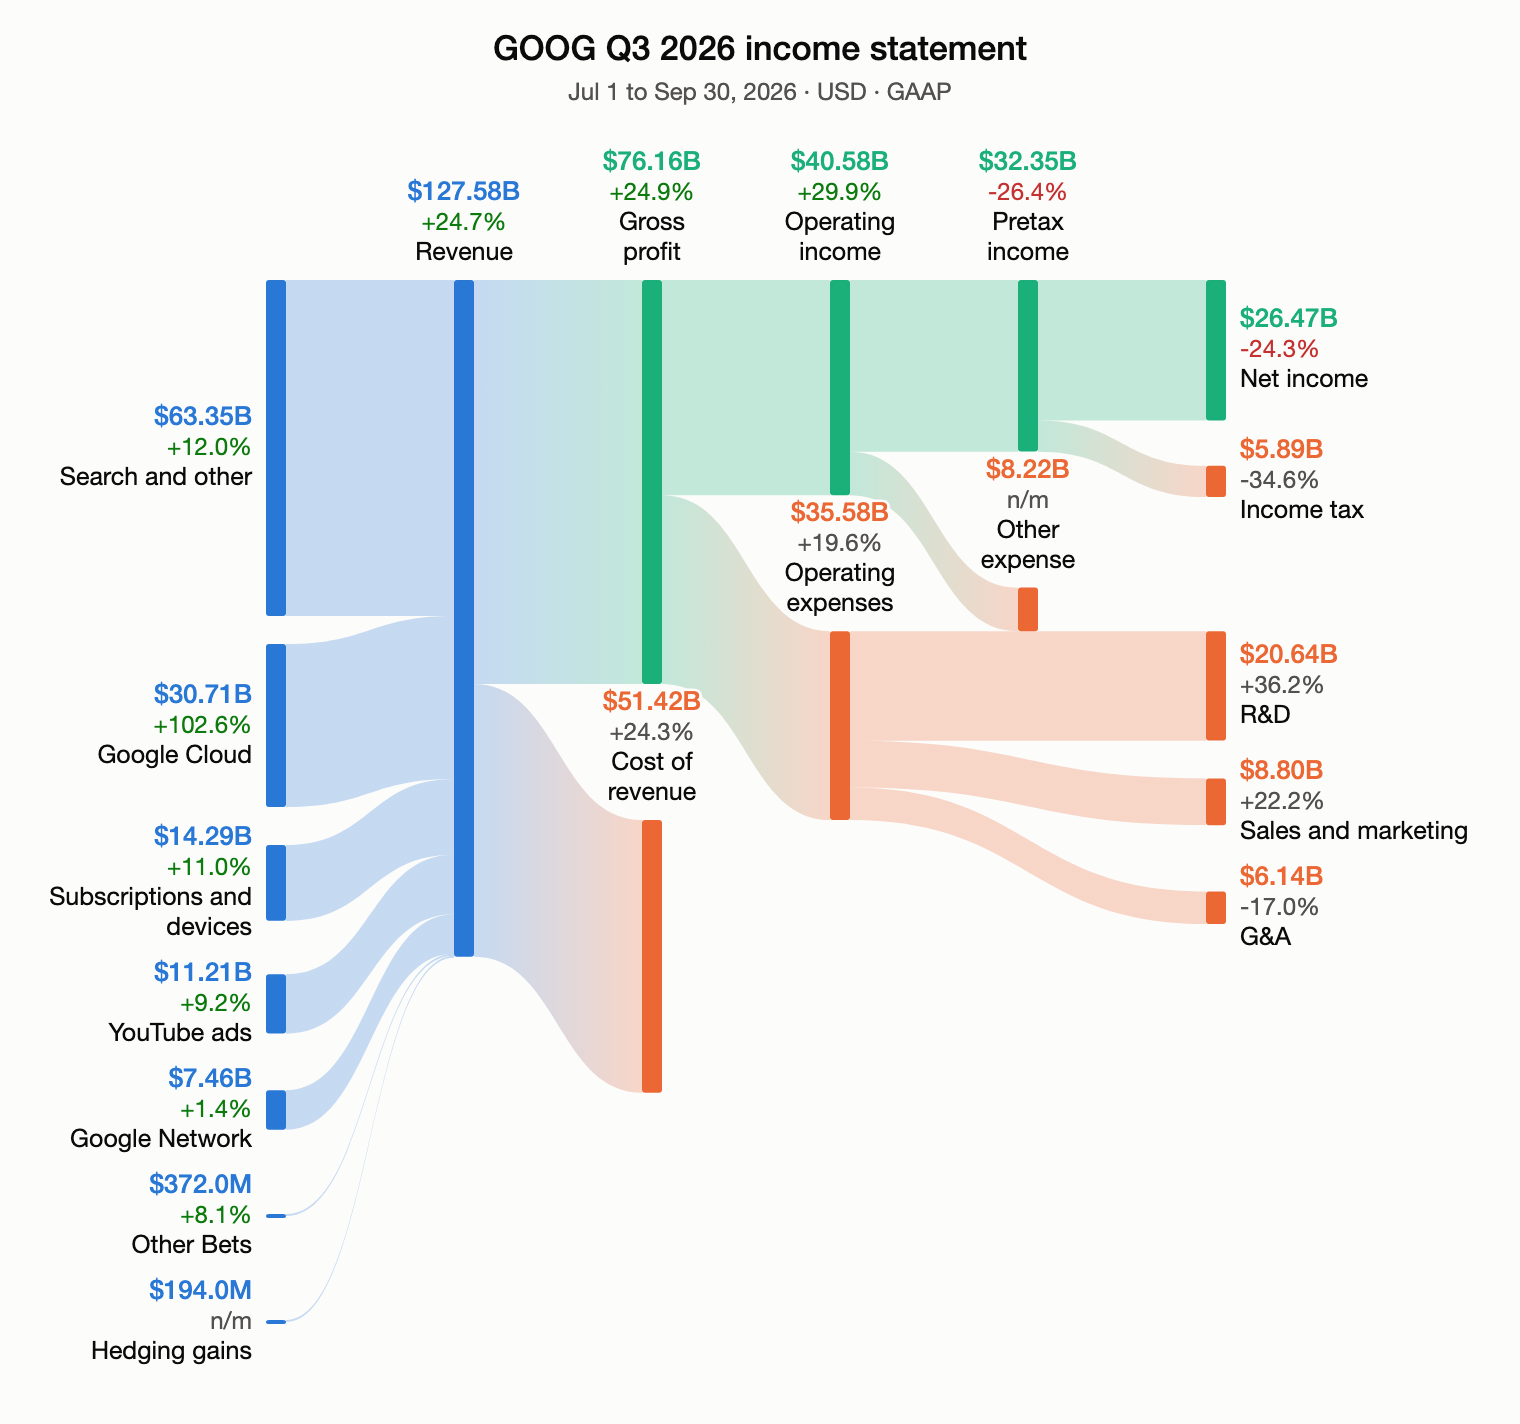 GOOG Q3 2026 income statement
Jul 1 to Sep 30, 2026 · USD · GAAP
$127.58B
+24.7%
Revenue
$76.16B
+24.9%
Gross
profit
$40.58B
+29.9%
Operating
income
$32.35B
-26.4%
Pretax
income
$63.35B
+12.0%
Search and other
$30.71B
+102.6%
Google Cloud
$14.29B
+11.0%
Subscriptions and
devices
$11.21B
+9.2%
YouTube ads
$7.46B
+1.4%
Google Network
$372.0M
+8.1%
Other Bets
$194.0M
n/m
Hedging gains
$51.42B
+24.3%
Cost of
revenue
$35.58B
+19.6%
Operating
expenses
$8.22B
n/m
Other
expense
$26.47B
-24.3%
Net income
$5.89B
-34.6%
Income tax
$20.64B
+36.2%
R&D
$8.80B
+22.2%
Sales and marketing
$6.14B
-17.0%
G&A